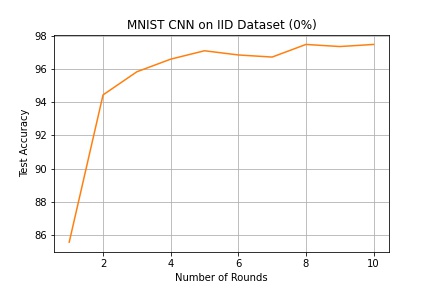 MNIST CNN on IID Dataset (0%)
98
96
94
92
90
88
86
Test Accuracy
2 4 6 8 10
Number of Rounds